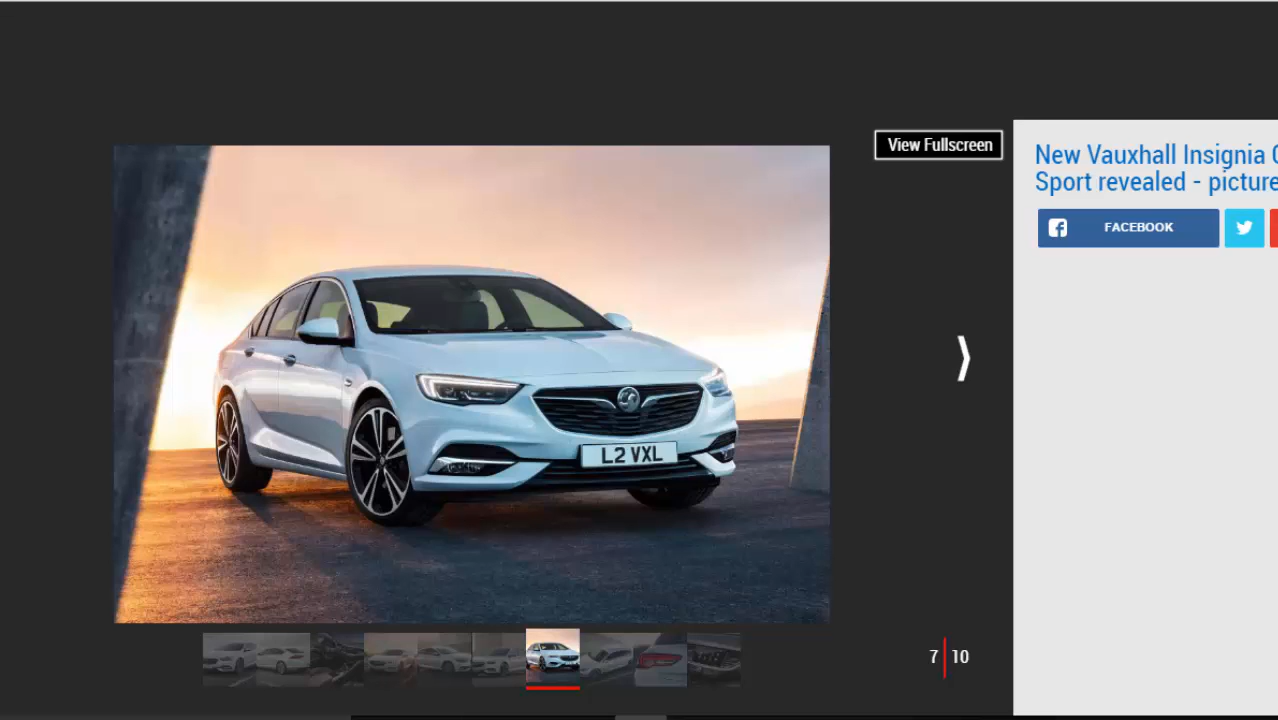 View Fullscreen
New Vauxhall Insignia
Sport revealed - picture
FACEBOOK
L2 VXL
7 10